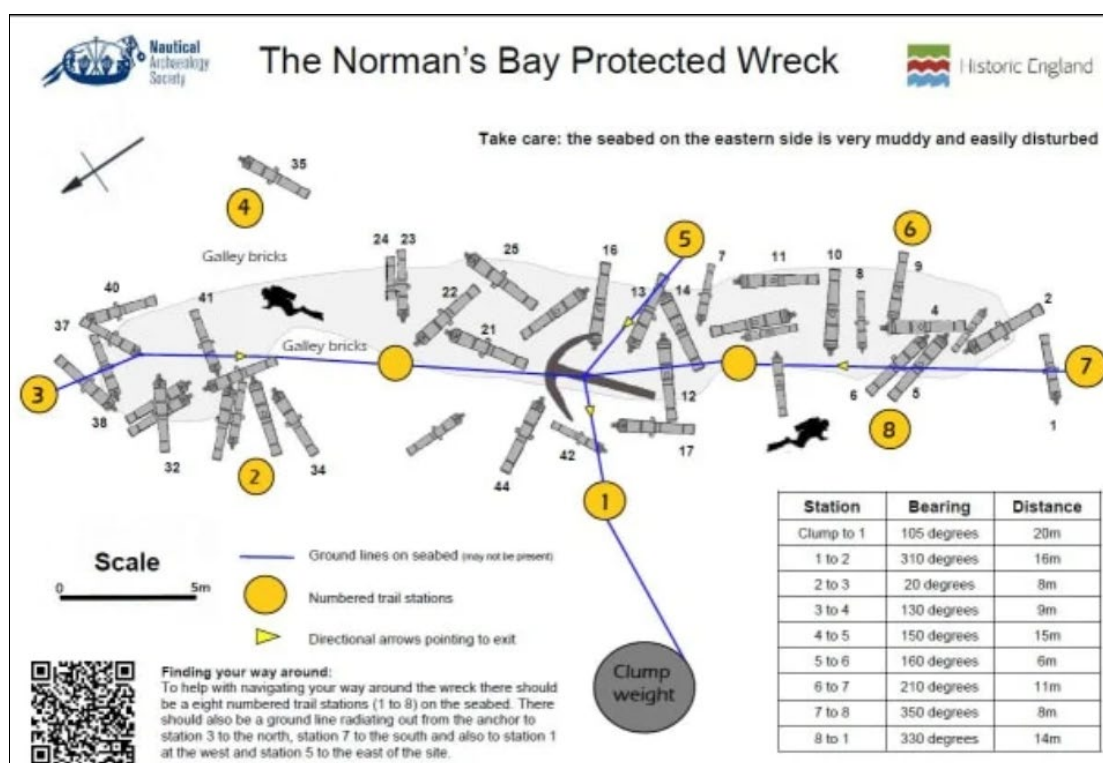 Nautical
Archaeology
Society
The Norman's Bay Protected Wreck
Historic England
Take care: the seabed on the eastern side is very muddy and easily disturbed
35
4
Galley bricks
24 23
25
16
5
7
11
10
6
8
9
40
41
22
13
14
4
2
37
21
Galley bricks
3
7
38
12
6
5
8
1
32
2
34
44
42
17
1
Scale
0 5m
Ground lines on seabed (may not be present)
Numbered trail stations
Directional arrows pointing to exit
Clump
weight
Station Bearing Distance
Clump to 1 105 degrees 20m
1 to 2 310 degrees 16m
2 to 3 20 degrees 8m
3 to 4 130 degrees 9m
4 to 5 150 degrees 15m
5 to 6 160 degrees 6m
6 to 7 210 degrees 11m
7 to 8 350 degrees 8m
8 to 1 330 degrees 14m
Finding your way around:
To help with navigating your way around the wreck there should
be a eight numbered trail stations (1 to 8) on the seabed. There
should also be a ground line radiating out from the anchor to
station 3 to the north, station 7 to the south and also to station 1
at the west and station 5 to the east of the site.